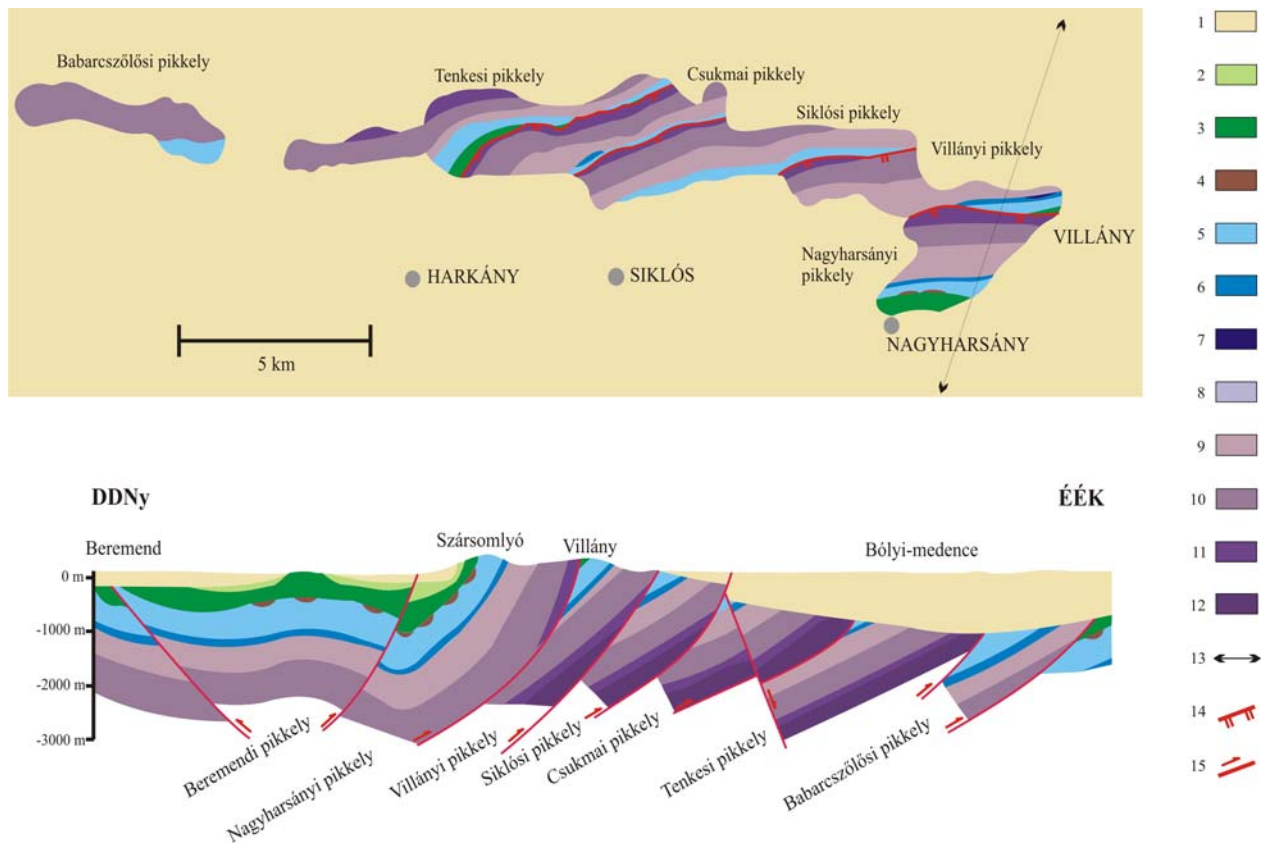 Babarcszőlősi pikkely
Tenkesi pikkely
Csukmai pikkely
Siklósi pikkely
Villányi pikkely
Nagyharsányi
pikkely
VILLÁNY
HARKÁNY
SIKLÓS
NAGYHARSÁNY
5 km
1
2
3
4
5
6
7
8
9
10
11
12
13
14
15
DDNy
ÉÉK
Beremend
Szársomlyó
Villány
Bólyi-medence
0 m
-1000 m
-2000 m
-3000 m
Beremendi pikkely
Nagyharsányi pikkely
Villányi pikkely
Siklósi pikkely
Csukmai pikkely
Tenkesi pikkely
Babarcszőlősi pikkely